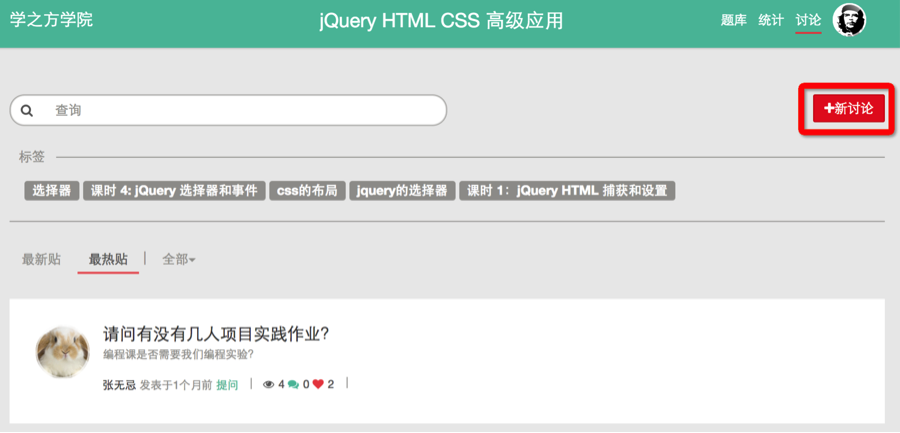 学之方学院 jQuery HTML CSS 高级应用 题库 统计 讨论
查询 +新讨论
标签
选择器 课时 4: jQuery 选择器和事件 css的布局 jquery的选择器 课时 1：jQuery HTML 捕获和设置
最新贴 最热贴 | 全部
请问有没有几人项目实践作业?
编程课是否需要我们编程实验?
张无忌 发表于1个月前 提问 | 4 0 2 |